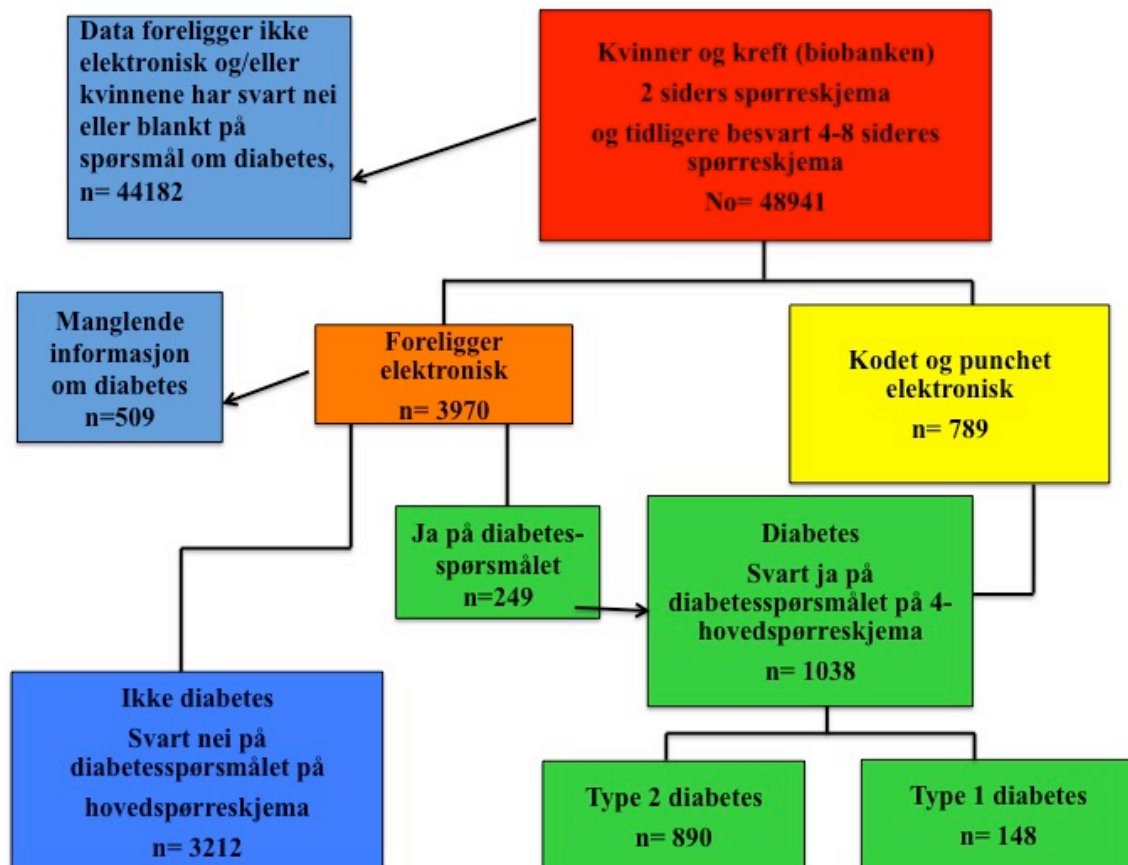 Data foreligger ikke
elektronisk og/eller
kvinnene har svart nei
eller blankt på
spørsmål om diabetes,
n= 44182
Kvinner og kreft (biobanken)
2 siders spørreskjema
og tidligere besvart 4-8 sideres
spørreskjema
No= 48941
Manglende
informasjon
om diabetes
n=509
Foreligger
elektronisk
n= 3970
Kodet og punchet
elektronisk
n= 789
Ja på diabetes-
spørsmålet
n=249
Diabetes
Svart ja på
diabetesspørsmålet på 4-
hovedspørreskjema
n= 1038
Ikke diabetes
Svart nei på
diabetesspørsmålet på
hovedspørreskjema
n= 3212
Type 2 diabetes
n= 890
Type 1 diabetes
n= 148